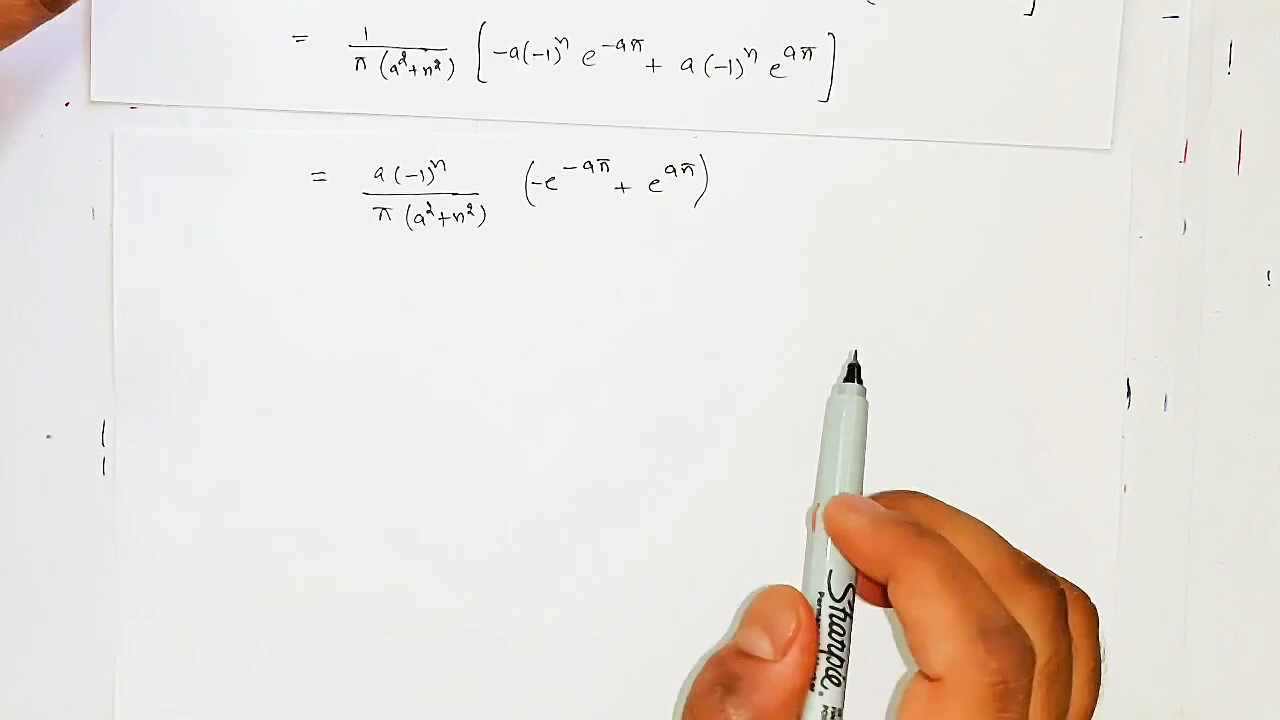 = 1/π(a²+n²) [-a(-1)ⁿ e^{-aπ} + a(-1)ⁿ e^{aπ}]
= a(-1)ⁿ/π(a²+n²) (-e^{-aπ} + e^{aπ})
Sharpie.